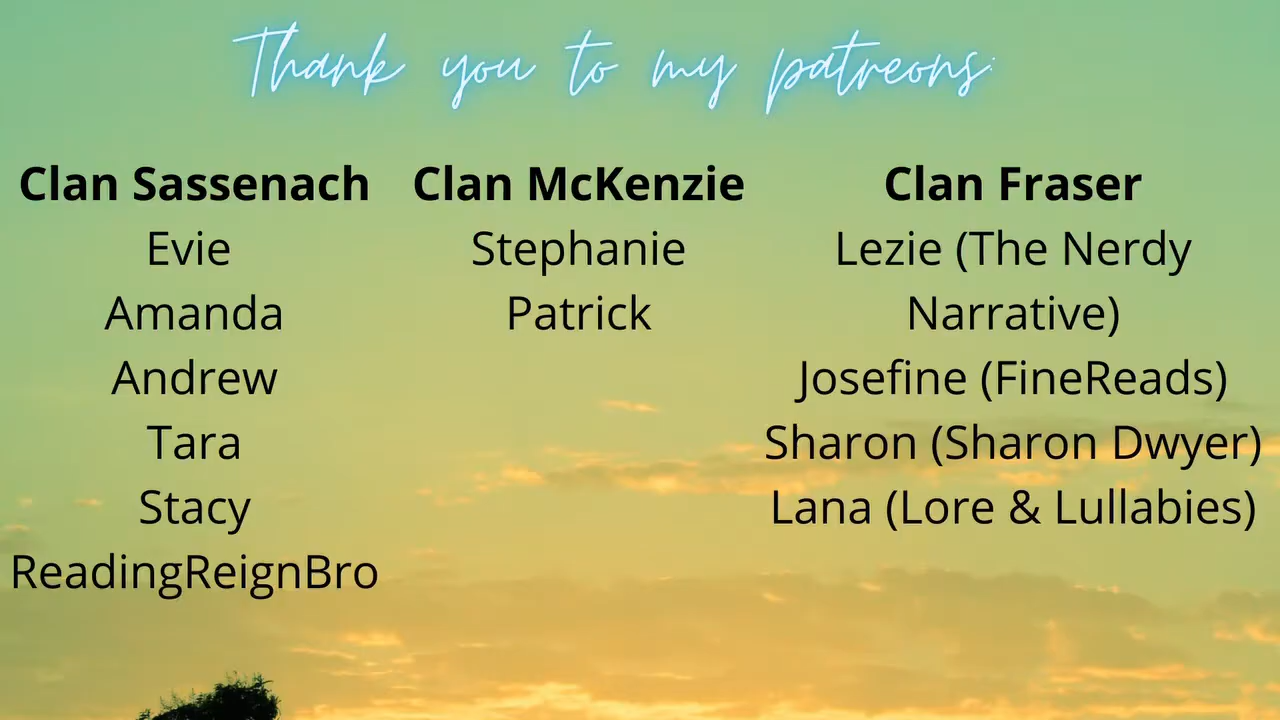 Thank you to my patreons:
Clan Sassenach
Evie
Amanda
Andrew
Tara
Stacy
ReadingReignBro
Clan McKenzie
Stephanie
Patrick
Clan Fraser
Lezie (The Nerdy
Narrative)
Josefine (FineReads)
Sharon (Sharon Dwyer)
Lana (Lore & Lullabies)